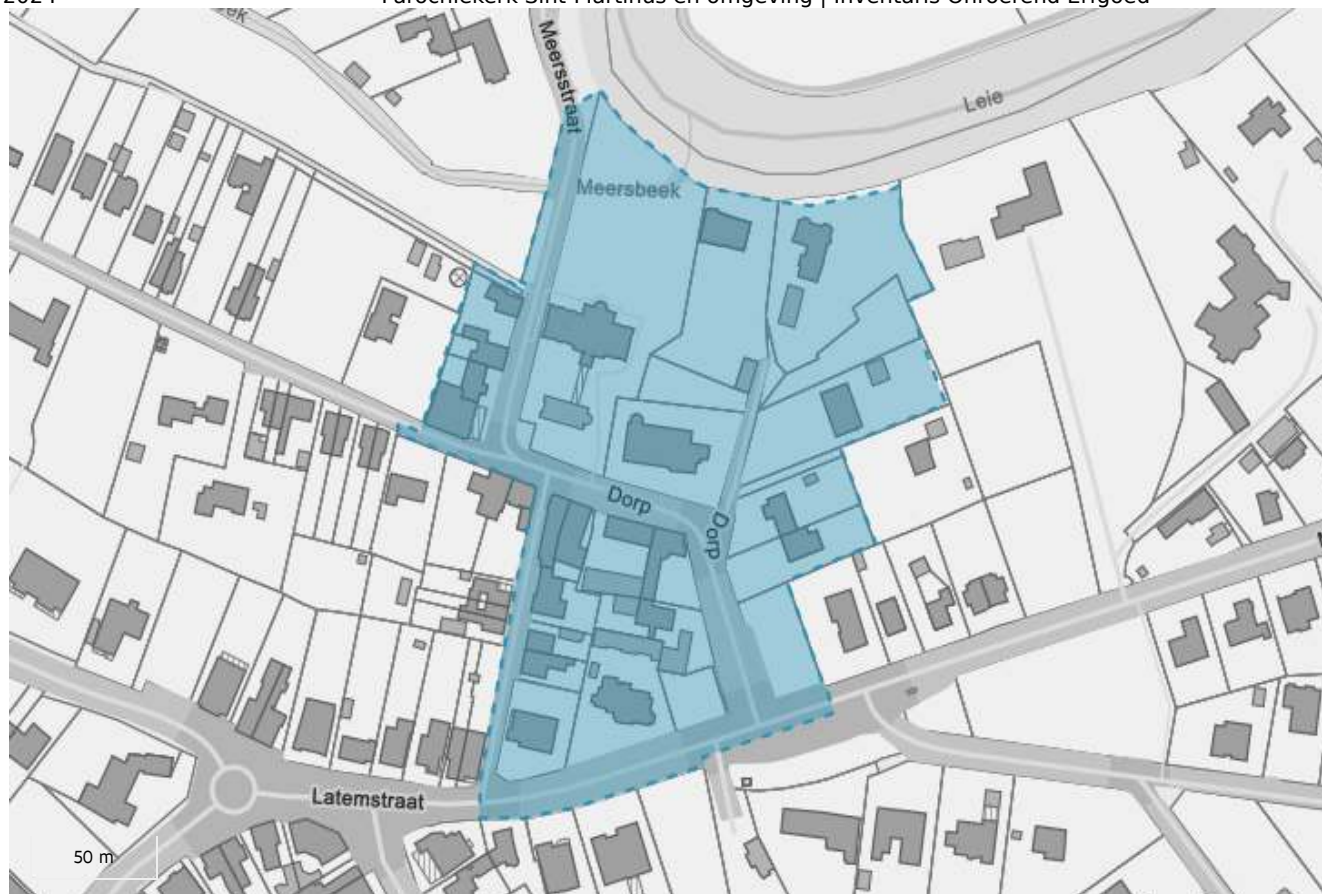 Parochiekerk Sint-Martinus en omgeving | Inventaris Onroerend Erfgoed
Meersstraat
Leie
Meersbeek
Dorp
Dorp
Latemstraat
50 m